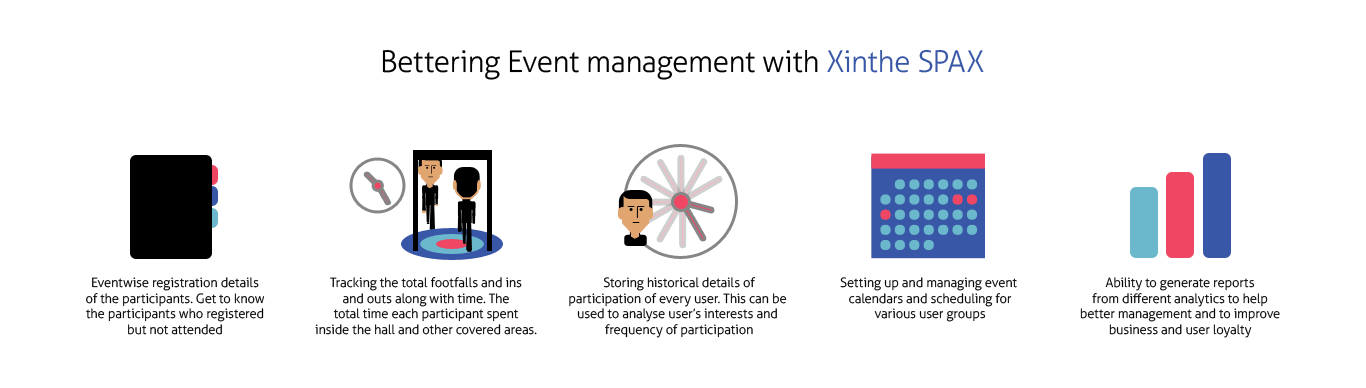 Bettering Event management with Xinthe SPAX
Eventwise registration details
of the participants. Get to know
the participants who registered
but not attended
Tracking the total footfalls and ins
and outs along with time. The
total time each participant spent
inside the hall and other covered areas.
Storing historical details of
participation of every user. This can be
used to analyse user's interests and
frequency of participation
Setting up and managing event
calendars and scheduling for
various user groups
Ability to generate reports
from different analytics to help
better management and to improve
business and user loyalty